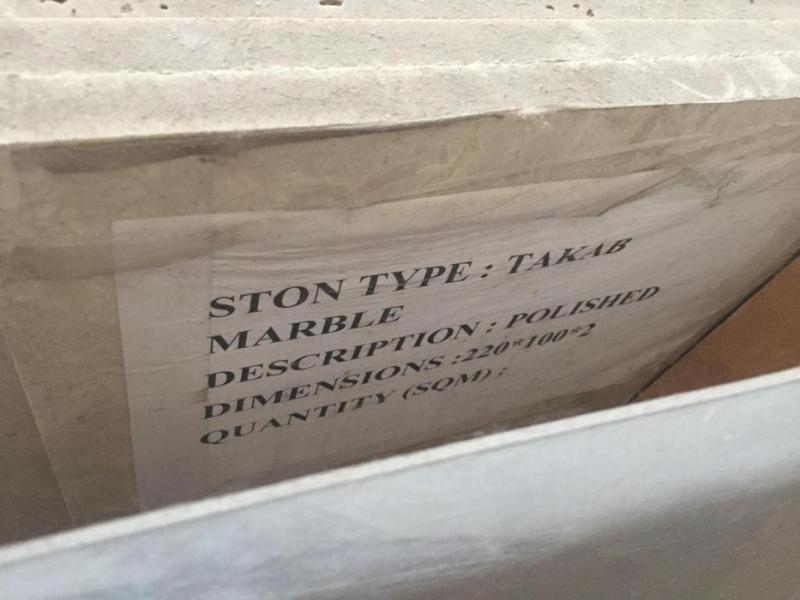 STON TYPE : TAKAB
MARBLE
DESCRIPTION : POLISHED
DIMENSIONS :220*100*2
QUANTITY (SQM) :